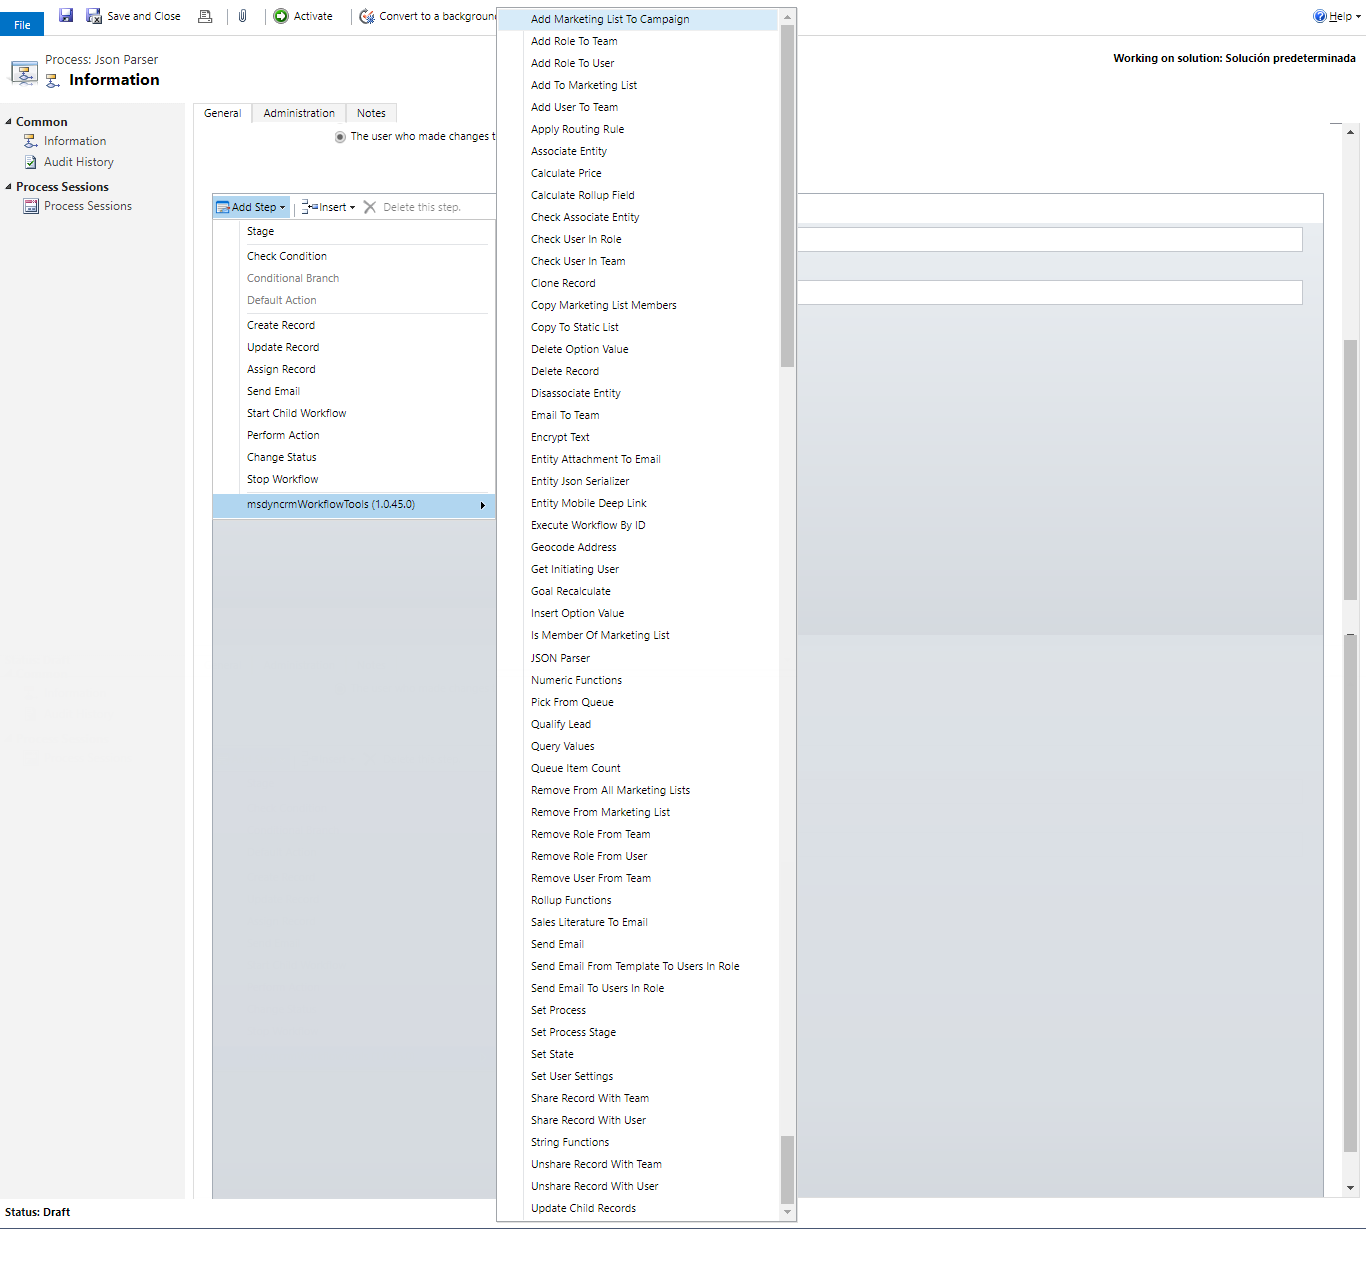 File
Save and Close
Activate
Convert to a background
Help
Process: Json Parser
Information
Working on solution: Solución predeterminada
Common
Information
Audit History
Process Sessions
Process Sessions
General
Administration
Notes
The user who made changes t
Add Step
Insert
Delete this step.
Stage
Check Condition
Conditional Branch
Default Action
Create Record
Update Record
Assign Record
Send Email
Start Child Workflow
Perform Action
Change Status
Stop Workflow
msdyncrmWorkflowTools (1.0.45.0)
Add Marketing List To Campaign
Add Role To Team
Add Role To User
Add To Marketing List
Add User To Team
Apply Routing Rule
Associate Entity
Calculate Price
Calculate Rollup Field
Check Associate Entity
Check User In Role
Check User In Team
Clone Record
Copy Marketing List Members
Copy To Static List
Delete Option Value
Delete Record
Disassociate Entity
Email To Team
Encrypt Text
Entity Attachment To Email
Entity Json Serializer
Entity Mobile Deep Link
Execute Workflow By ID
Geocode Address
Get Initiating User
Goal Recalculate
Insert Option Value
Is Member Of Marketing List
JSON Parser
Numeric Functions
Pick From Queue
Qualify Lead
Query Values
Queue Item Count
Remove From All Marketing Lists
Remove From Marketing List
Remove Role From Team
Remove Role From User
Remove User From Team
Rollup Functions
Sales Literature To Email
Send Email
Send Email From Template To Users In Role
Send Email To Users In Role
Set Process
Set Process Stage
Set State
Set User Settings
Share Record With Team
Share Record With User
String Functions
Unshare Record With Team
Unshare Record With User
Update Child Records
Status: Draft